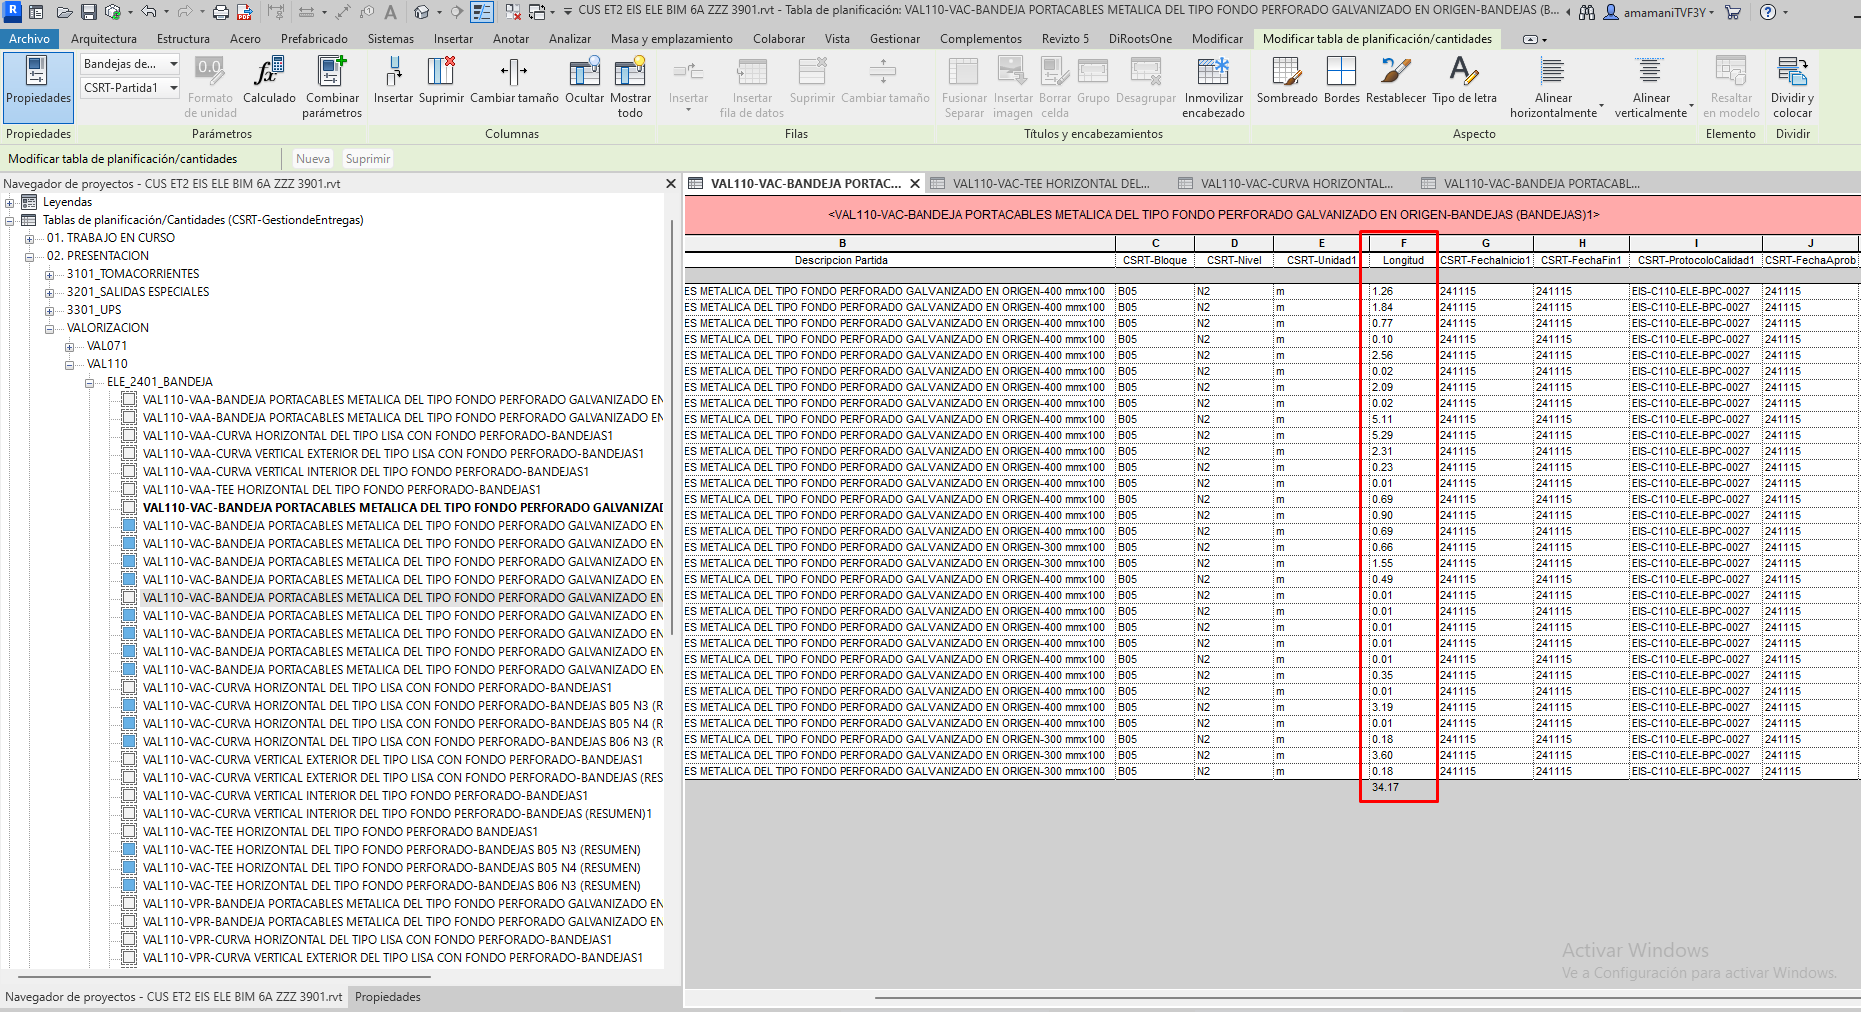 CUS ET2 EIS ELE BIM 6A ZZZ 3901.rvt - Tabla de planificación: VAL110-VAC-BANDEJA PORTACABLES METALICA DEL TIPO FONDO PERFORADO GALVANIZADO EN ORIGEN-BANDEJAS (B... amamaniTVF3Y
Archivo Arquitectura Estructura Acero Prefabricado Sistemas Insertar Anotar Analizar Masa y emplazamiento Colaborar Vista Gestionar Complementos Revizto 5 DiRootsOne Modificar Modificar tabla de planificación/cantidades
Bandejas de...
CSRT-Partida1
Propiedades Formato de unidad Calculado Combinar parámetros Insertar Suprimir Cambiar tamaño Ocultar Mostrar todo Insertar Insertar fila de datos Suprimir Cambiar tamaño Fusionar Separar Insertar imagen Borrar celda Grupo Desagrupar Inmovilizar encabezado Sombreado Bordes Restablecer Tipo de letra Alinear horizontalmente Alinear verticalmente Resaltar en modelo Dividir y colocar
Propiedades Parámetros Columnas Filas Títulos y encabezamientos Aspecto Elemento Dividir
Modificar tabla de planificación/cantidades Nueva Suprimir
Navegador de proyectos - CUS ET2 EIS ELE BIM 6A ZZZ 3901.rvt
Leyendas
Tablas de planificación/Cantidades (CSRT-GestiondeEntregas)
01. TRABAJO EN CURSO
02. PRESENTACION
3101_TOMACORRIENTES
3201_SALIDAS ESPECIALES
3301_UPS
VALORIZACION
VAL071
VAL110
ELE_2401_BANDEJA
VAL110-VAA-BANDEJA PORTACABLES METALICA DEL TIPO FONDO PERFORADO GALVANIZADO EN
VAL110-VAA-BANDEJA PORTACABLES METALICA DEL TIPO FONDO PERFORADO GALVANIZADO EN
VAL110-VAA-CURVA HORIZONTAL DEL TIPO LISA CON FONDO PERFORADO-BANDEJAS1
VAL110-VAA-CURVA VERTICAL EXTERIOR DEL TIPO LISA CON FONDO PERFORADO-BANDEJAS1
VAL110-VAA-CURVA VERTICAL INTERIOR DEL TIPO FONDO PERFORADO-BANDEJAS1
VAL110-VAA-TEE HORIZONTAL DEL TIPO FONDO PERFORADO-BANDEJAS1
VAL110-VAC-BANDEJA PORTACABLES METALICA DEL TIPO FONDO PERFORADO GALVANIZAD
VAL110-VAC-BANDEJA PORTACABLES METALICA DEL TIPO FONDO PERFORADO GALVANIZADO EN
VAL110-VAC-BANDEJA PORTACABLES METALICA DEL TIPO FONDO PERFORADO GALVANIZADO EN
VAL110-VAC-BANDEJA PORTACABLES METALICA DEL TIPO FONDO PERFORADO GALVANIZADO EN
VAL110-VAC-BANDEJA PORTACABLES METALICA DEL TIPO FONDO PERFORADO GALVANIZADO EN
VAL110-VAC-BANDEJA PORTACABLES METALICA DEL TIPO FONDO PERFORADO GALVANIZADO EN
VAL110-VAC-BANDEJA PORTACABLES METALICA DEL TIPO FONDO PERFORADO GALVANIZADO EN
VAL110-VAC-BANDEJA PORTACABLES METALICA DEL TIPO FONDO PERFORADO GALVANIZADO EN
VAL110-VAC-BANDEJA PORTACABLES METALICA DEL TIPO FONDO PERFORADO GALVANIZADO EN
VAL110-VAC-BANDEJA PORTACABLES METALICA DEL TIPO FONDO PERFORADO GALVANIZADO EN
VAL110-VAC-CURVA HORIZONTAL DEL TIPO LISA CON FONDO PERFORADO-BANDEJAS1
VAL110-VAC-CURVA HORIZONTAL DEL TIPO LISA CON FONDO PERFORADO-BANDEJAS B05 N3 (R
VAL110-VAC-CURVA HORIZONTAL DEL TIPO LISA CON FONDO PERFORADO-BANDEJAS B05 N4 (R
VAL110-VAC-CURVA HORIZONTAL DEL TIPO LISA CON FONDO PERFORADO-BANDEJAS B06 N3 (R
VAL110-VAC-CURVA VERTICAL EXTERIOR DEL TIPO LISA CON FONDO PERFORADO-BANDEJAS1
VAL110-VAC-CURVA VERTICAL EXTERIOR DEL TIPO LISA CON FONDO PERFORADO-BANDEJAS (RES
VAL110-VAC-CURVA VERTICAL INTERIOR DEL TIPO FONDO PERFORADO-BANDEJAS1
VAL110-VAC-CURVA VERTICAL INTERIOR DEL TIPO FONDO PERFORADO-BANDEJAS (RESUMEN)1
VAL110-VAC-TEE HORIZONTAL DEL TIPO FONDO PERFORADO BANDEJAS1
VAL110-VAC-TEE HORIZONTAL DEL TIPO FONDO PERFORADO-BANDEJAS B05 N3 (RESUMEN)
VAL110-VAC-TEE HORIZONTAL DEL TIPO FONDO PERFORADO-BANDEJAS B05 N4 (RESUMEN)
VAL110-VAC-TEE HORIZONTAL DEL TIPO FONDO PERFORADO-BANDEJAS B06 N3 (RESUMEN)
VAL110-VPR-BANDEJA PORTACABLES METALICA DEL TIPO FONDO PERFORADO GALVANIZADO EN
VAL110-VPR-BANDEJA PORTACABLES METALICA DEL TIPO FONDO PERFORADO GALVANIZADO EN
VAL110-VPR-CURVA HORIZONTAL DEL TIPO LISA CON FONDO PERFORADO-BANDEJAS1
VAL110-VPR-CURVA VERTICAL EXTERIOR DEL TIPO LISA CON FONDO PERFORADO-BANDEJAS1
Navegador de proyectos - CUS ET2 EIS ELE BIM 6A ZZZ 3901.rvt Propiedades
VAL110-VAC-BANDEJA PORTAC... VAL110-VAC-TEE HORIZONTAL DEL... VAL110-VAC-CURVA HORIZONTAL... VAL110-VAC-BANDEJA PORTACABL...
<VAL110-VAC-BANDEJA PORTACABLES METALICA DEL TIPO FONDO PERFORADO GALVANIZADO EN ORIGEN-BANDEJAS (BANDEJAS)1>
B C D E F G H I J
Descripcion Partida CSRT-Bloque CSRT-Nivel CSRT-Unidad1 Longitud CSRT-FechaInicio1 CSRT-FechaFin1 CSRT-ProtocoloCalidad1 CSRT-FechaAprob
ES METALICA DEL TIPO FONDO PERFORADO GALVANIZADO EN ORIGEN-400 mmx100 B05 N2 m 1.26 241115 241115 EIS-C110-ELE-BPC-0027 241115
ES METALICA DEL TIPO FONDO PERFORADO GALVANIZADO EN ORIGEN-400 mmx100 B05 N2 m 1.84 241115 241115 EIS-C110-ELE-BPC-0027 241115
ES METALICA DEL TIPO FONDO PERFORADO GALVANIZADO EN ORIGEN-400 mmx100 B05 N2 m 0.77 241115 241115 EIS-C110-ELE-BPC-0027 241115
ES METALICA DEL TIPO FONDO PERFORADO GALVANIZADO EN ORIGEN-400 mmx100 B05 N2 m 0.10 241115 241115 EIS-C110-ELE-BPC-0027 241115
ES METALICA DEL TIPO FONDO PERFORADO GALVANIZADO EN ORIGEN-400 mmx100 B05 N2 m 2.56 241115 241115 EIS-C110-ELE-BPC-0027 241115
ES METALICA DEL TIPO FONDO PERFORADO GALVANIZADO EN ORIGEN-400 mmx100 B05 N2 m 0.02 241115 241115 EIS-C110-ELE-BPC-0027 241115
ES METALICA DEL TIPO FONDO PERFORADO GALVANIZADO EN ORIGEN-400 mmx100 B05 N2 m 2.09 241115 241115 EIS-C110-ELE-BPC-0027 241115
ES METALICA DEL TIPO FONDO PERFORADO GALVANIZADO EN ORIGEN-400 mmx100 B05 N2 m 0.02 241115 241115 EIS-C110-ELE-BPC-0027 241115
ES METALICA DEL TIPO FONDO PERFORADO GALVANIZADO EN ORIGEN-400 mmx100 B05 N2 m 5.11 241115 241115 EIS-C110-ELE-BPC-0027 241115
ES METALICA DEL TIPO FONDO PERFORADO GALVANIZADO EN ORIGEN-400 mmx100 B05 N2 m 5.29 241115 241115 EIS-C110-ELE-BPC-0027 241115
ES METALICA DEL TIPO FONDO PERFORADO GALVANIZADO EN ORIGEN-400 mmx100 B05 N2 m 2.31 241115 241115 EIS-C110-ELE-BPC-0027 241115
ES METALICA DEL TIPO FONDO PERFORADO GALVANIZADO EN ORIGEN-400 mmx100 B05 N2 m 0.23 241115 241115 EIS-C110-ELE-BPC-0027 241115
ES METALICA DEL TIPO FONDO PERFORADO GALVANIZADO EN ORIGEN-400 mmx100 B05 N2 m 0.01 241115 241115 EIS-C110-ELE-BPC-0027 241115
ES METALICA DEL TIPO FONDO PERFORADO GALVANIZADO EN ORIGEN-400 mmx100 B05 N2 m 0.69 241115 241115 EIS-C110-ELE-BPC-0027 241115
ES METALICA DEL TIPO FONDO PERFORADO GALVANIZADO EN ORIGEN-400 mmx100 B05 N2 m 0.90 241115 241115 EIS-C110-ELE-BPC-0027 241115
ES METALICA DEL TIPO FONDO PERFORADO GALVANIZADO EN ORIGEN-400 mmx100 B05 N2 m 0.69 241115 241115 EIS-C110-ELE-BPC-0027 241115
ES METALICA DEL TIPO FONDO PERFORADO GALVANIZADO EN ORIGEN-300 mmx100 B05 N2 m 0.66 241115 241115 EIS-C110-ELE-BPC-0027 241115
ES METALICA DEL TIPO FONDO PERFORADO GALVANIZADO EN ORIGEN-300 mmx100 B05 N2 m 1.55 241115 241115 EIS-C110-ELE-BPC-0027 241115
ES METALICA DEL TIPO FONDO PERFORADO GALVANIZADO EN ORIGEN-400 mmx100 B05 N2 m 0.49 241115 241115 EIS-C110-ELE-BPC-0027 241115
ES METALICA DEL TIPO FONDO PERFORADO GALVANIZADO EN ORIGEN-400 mmx100 B05 N2 m 0.01 241115 241115 EIS-C110-ELE-BPC-0027 241115
ES METALICA DEL TIPO FONDO PERFORADO GALVANIZADO EN ORIGEN-400 mmx100 B05 N2 m 0.01 241115 241115 EIS-C110-ELE-BPC-0027 241115
ES METALICA DEL TIPO FONDO PERFORADO GALVANIZADO EN ORIGEN-400 mmx100 B05 N2 m 0.01 241115 241115 EIS-C110-ELE-BPC-0027 241115
ES METALICA DEL TIPO FONDO PERFORADO GALVANIZADO EN ORIGEN-400 mmx100 B05 N2 m 0.01 241115 241115 EIS-C110-ELE-BPC-0027 241115
ES METALICA DEL TIPO FONDO PERFORADO GALVANIZADO EN ORIGEN-400 mmx100 B05 N2 m 0.01 241115 241115 EIS-C110-ELE-BPC-0027 241115
ES METALICA DEL TIPO FONDO PERFORADO GALVANIZADO EN ORIGEN-400 mmx100 B05 N2 m 0.35 241115 241115 EIS-C110-ELE-BPC-0027 241115
ES METALICA DEL TIPO FONDO PERFORADO GALVANIZADO EN ORIGEN-400 mmx100 B05 N2 m 0.01 241115 241115 EIS-C110-ELE-BPC-0027 241115
ES METALICA DEL TIPO FONDO PERFORADO GALVANIZADO EN ORIGEN-400 mmx100 B05 N2 m 3.19 241115 241115 EIS-C110-ELE-BPC-0027 241115
ES METALICA DEL TIPO FONDO PERFORADO GALVANIZADO EN ORIGEN-400 mmx100 B05 N2 m 0.01 241115 241115 EIS-C110-ELE-BPC-0027 241115
ES METALICA DEL TIPO FONDO PERFORADO GALVANIZADO EN ORIGEN-300 mmx100 B05 N2 m 0.18 241115 241115 EIS-C110-ELE-BPC-0027 241115
ES METALICA DEL TIPO FONDO PERFORADO GALVANIZADO EN ORIGEN-300 mmx100 B05 N2 m 3.60 241115 241115 EIS-C110-ELE-BPC-0027 241115
ES METALICA DEL TIPO FONDO PERFORADO GALVANIZADO EN ORIGEN-300 mmx100 B05 N2 m 0.18 241115 241115 EIS-C110-ELE-BPC-0027 241115
34.17
Activar Windows
Ve a Configuración para activar Windows.